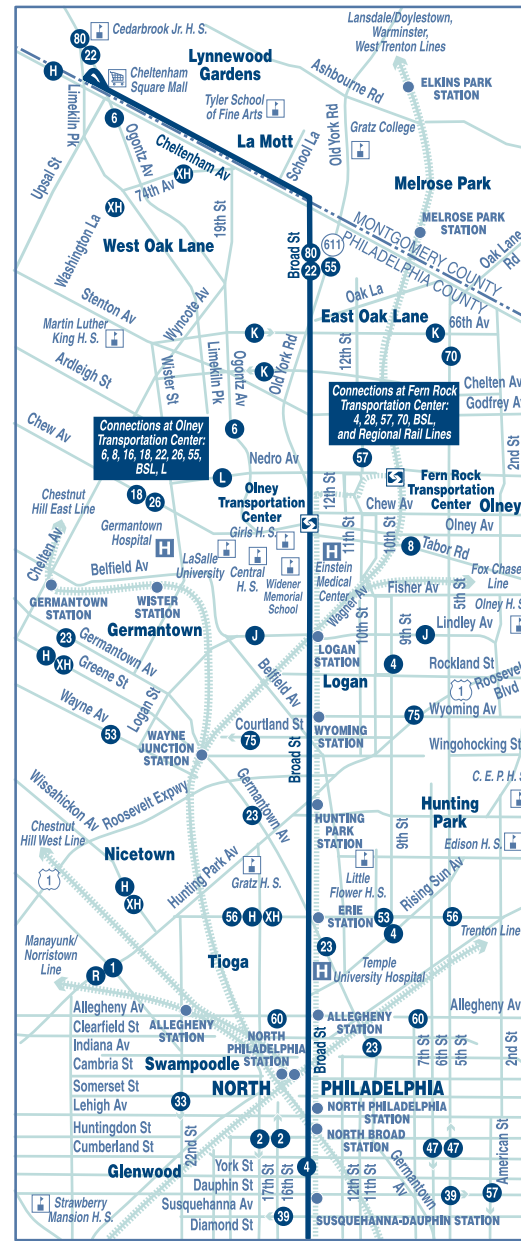 80
22
Cedarbrook Jr. H. S.
Lansdale/Doylestown,
Warminster,
West Trenton Lines
H
Limekiln Pk
Cheltenham
Square Mall
Lynnewood
Gardens
Ashbourne Rd
ELKINS PARK
STATION
6
Ogontz Av
Cheltenham Av
Tyler School
of Fine Arts
La Mott
School La
Old York Rd
Gratz College
Upsal St
74th Av
XH
19th St
Melrose Park
XH
Washington La
West Oak Lane
Broad St
80
22
55
611
MELROSE PARK
STATION
MONTGOMERY COUNTY
PHILADELPHIA COUNTY
Oak Lane
Rd
Stenton Av
Oak La
East Oak Lane
66th Av
Martin Luther
King H. S.
Wyncote Av
K
K
12th St
K
70
Ardleigh St
Wister St
Limekiln Pk
Ogontz Av
Old York Rd
Chelten Av
Godfrey Av
2nd St
Chew Av
Connections at Olney
Transportation Center:
6, 8, 16, 18, 22, 26, 55,
BSL, L
6
Connections at Fern Rock
Transportation Center:
4, 28, 57, 70, BSL,
and Regional Rail Lines
Nedro Av
57
L
Chestnut
Hill East Line
18
26
Olney
Transportation
Center
12th St
Fern Rock
Transportation
Center
Olney
Chew Av
Olney Av
Germantown
Hospital
H
Girls H. S.
11th St
10th St
8
Tabor Rd
Chelten Av
Belfield Av
LaSalle
University
Central
H. S.
Widener
Memorial
School
H
Einstein
Medical
Center
Wagner Av
Fisher Av
5th St
Fox Chase
Line
Olney H. S.
GERMANTOWN
STATION
WISTER
STATION
Germantown
23
Germantown Av
H
XH
Greene St
J
LOGAN
STATION
10th St
9th St
J
Lindley Av
4
Rockland St
Logan St
Belfield Av
Logan
1
Roosevelt
Blvd
Wayne Av
53
WAYNE
JUNCTION
STATION
Courtland St
75
Broad St
WYOMING
STATION
75
Wyoming Av
Wingohocking St
Wissahickon Av
Roosevelt Expwy
Germantown Av
23
HUNTING
PARK
STATION
C. E. P. H. S.
Hunting
Park
9th St
Edison H. S.
Chestnut
Hill West Line
Nicetown
Hunting Park Av
Gratz H. S.
Little
Flower H. S.
Rising Sun Av
1
H
XH
56
H
XH
ERIE
STATION
53
4
56
Trenton Line
Manayunk/
Norristown
Line
R
1
Tioga
23
H
Temple
University Hospital
Allegheny Av
ALLEGHENY
STATION
60
Broad St
ALLEGHENY
STATION
60
Allegheny Av
Clearfield St
Indiana Av
Cambria St
NORTH
PHILADELPHIA
STATION
23
7th St
6th St
5th St
2nd St
Swampoodle
Somerset St
NORTH
PHILADELPHIA
Lehigh Av
33
NORTH PHILADELPHIA
STATION
Huntingdon St
Cumberland St
22nd St
2
2
NORTH BROAD
STATION
47
47
American St
Glenwood
York St
4
Dauphin St
17th St
16th St
12th St
11th St
Germantown
Av
39
57
Strawberry
Mansion H. S.
Susquehanna Av
Diamond St
39
SUSQUEHANNA-DAUPHIN STATION